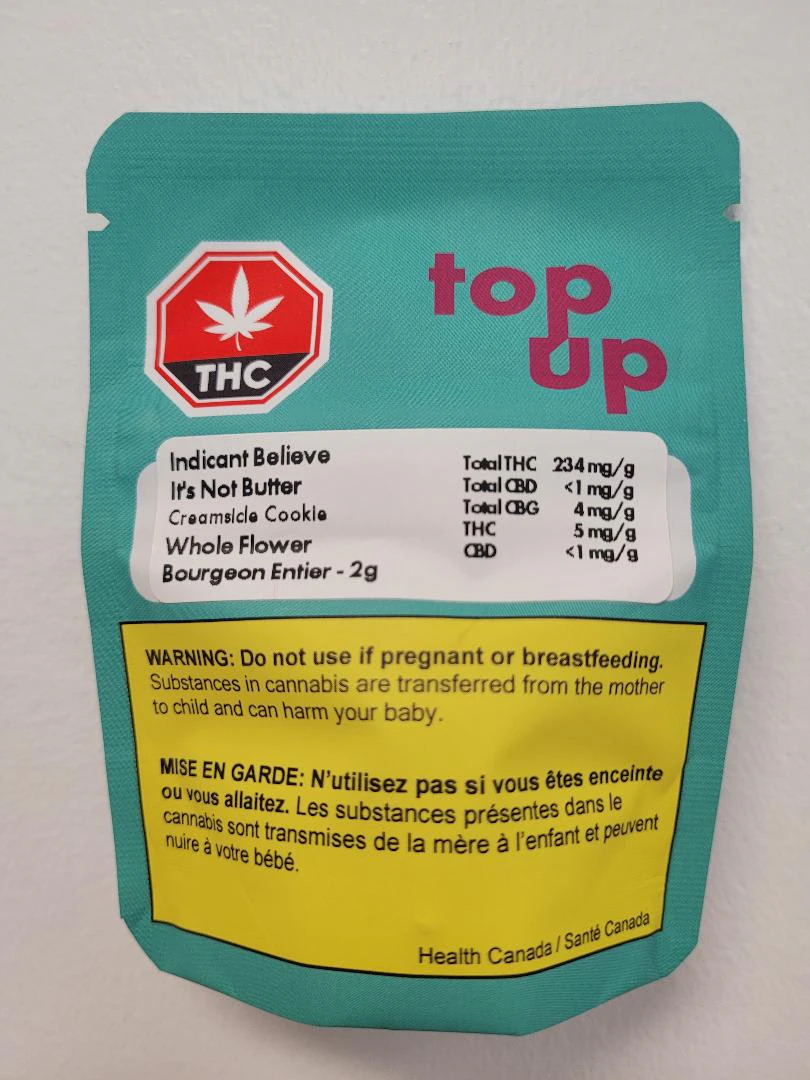 top
up
THC
Indicant Believe
It's Not Butter
Creamsicle Cookie
Whole Flower
Bourgeon Entier - 2g
Total THC 234 mg/g
Total CBD <1 mg/g
Total CBG 4 mg/g
THC 5 mg/g
CBD <1 mg/g
WARNING: Do not use if pregnant or breastfeeding.
Substances in cannabis are transferred from the mother
to child and can harm your baby.
MISE EN GARDE: N'utilisez pas si vous êtes enceinte
ou vous allaitez. Les substances présentes dans le
cannabis sont transmises de la mère à l'enfant et peuvent
nuire à votre bébé.
Health Canada / Santé Canada